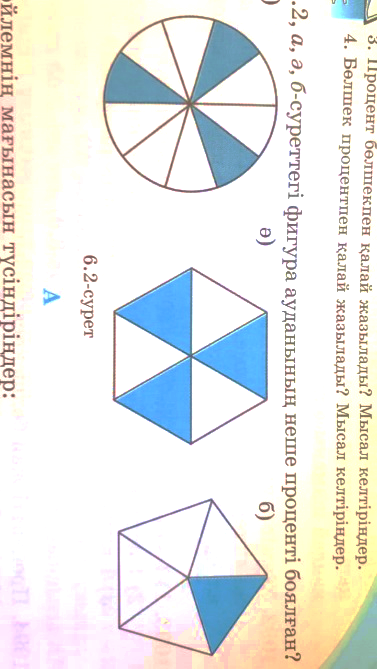 3. Процент бөлшекпен қалай жазылады? Мысал келтіріңдер.
4. Бөлшек процентпен қалай жазылады? Мысал келтіріңдер.
.2, а, ә, б-суреттегі фигура ауданының неше проценті боялған?
)
ә)
б)
6.2-сурет
А
өйлемнің мағынасын түсіндіріңдер: